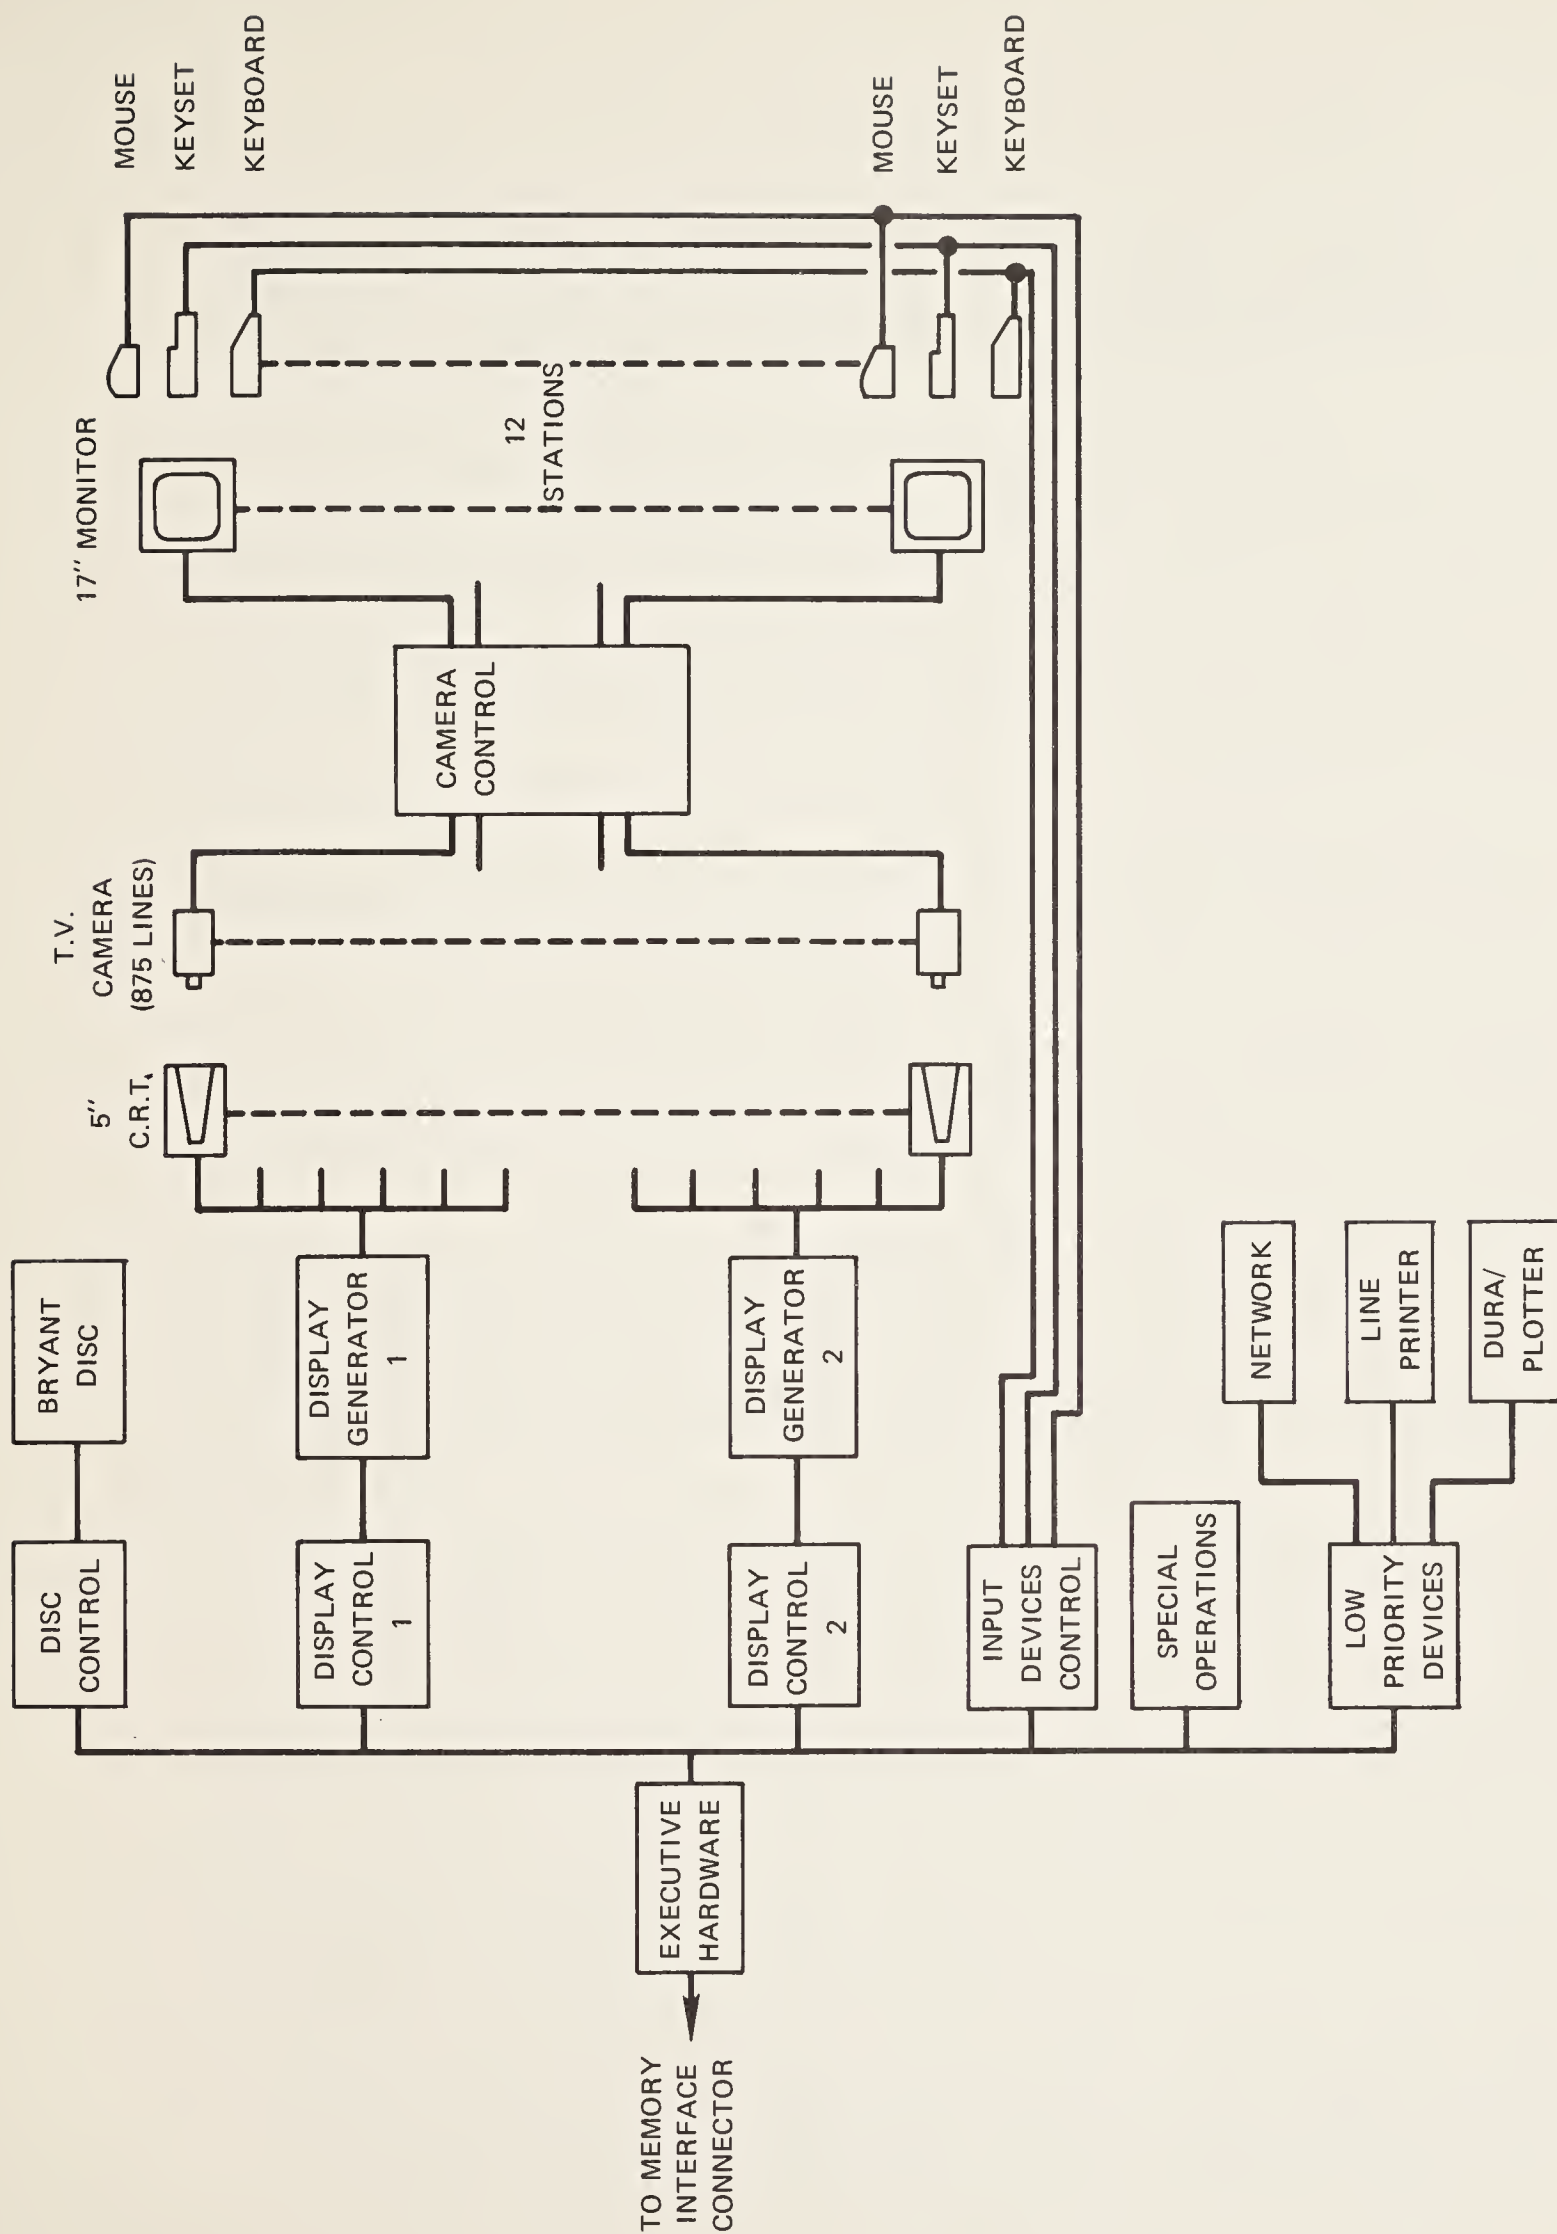 TO MEMORY
INTERFACE
CONNECTOR
EXECUTIVE
HARDWARE
DISC
CONTROL
BRYANT
DISC
DISPLAY
CONTROL
1
DISPLAY
GENERATOR
1
DISPLAY
CONTROL
2
DISPLAY
GENERATOR
2
INPUT
DEVICES
CONTROL
SPECIAL
OPERATIONS
LOW
PRIORITY
DEVICES
NETWORK
LINE
PRINTER
DURA/
PLOTTER
5"
C.R.T.
T.V.
CAMERA
(875 LINES)
CAMERA
CONTROL
17" MONITOR
12
STATIONS
MOUSE
KEYSET
KEYBOARD
MOUSE
KEYSET
KEYBOARD